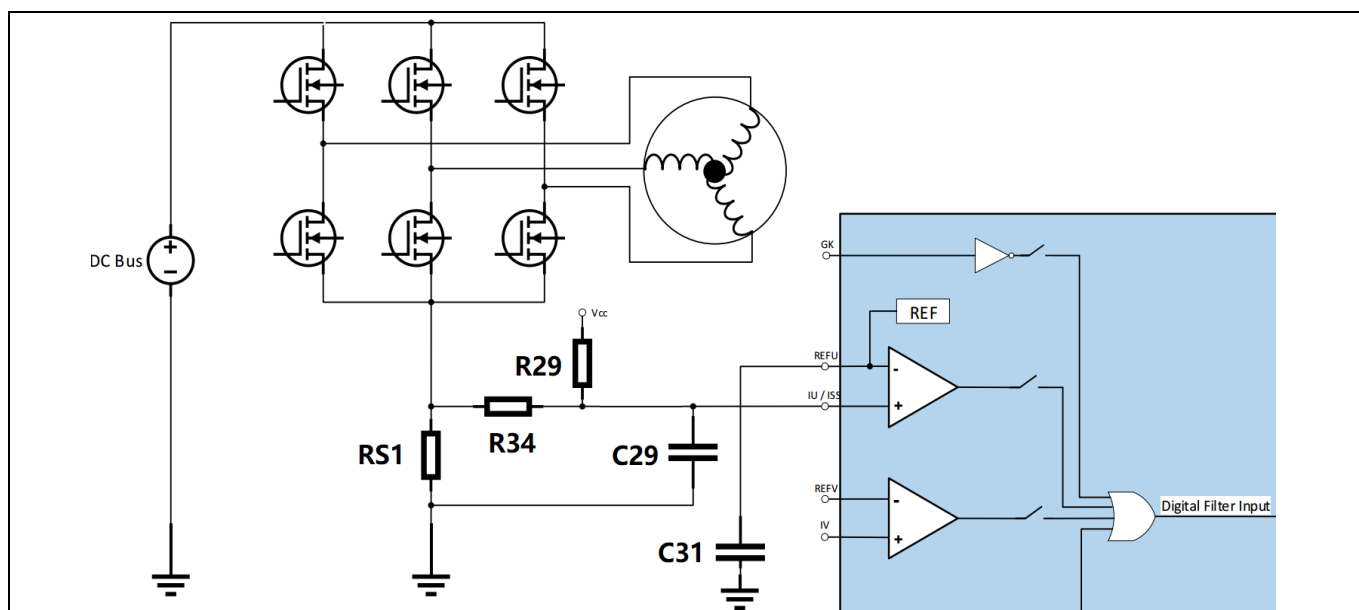 DC Bus
Vcc
R29
R34
RS1
C29
C31
GK
REF
REFU
IU / ISS
REFV
IV
Digital Filter Input
+
-
-
+
-
+